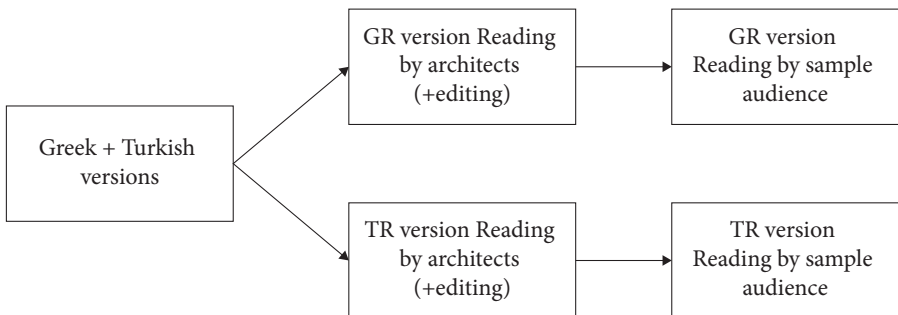 Greek + Turkish
versions
GR version Reading
by architects
(+editing)
GR version
Reading by sample
audience
TR version Reading
by architects
(+editing)
TR version
Reading by sample
audience